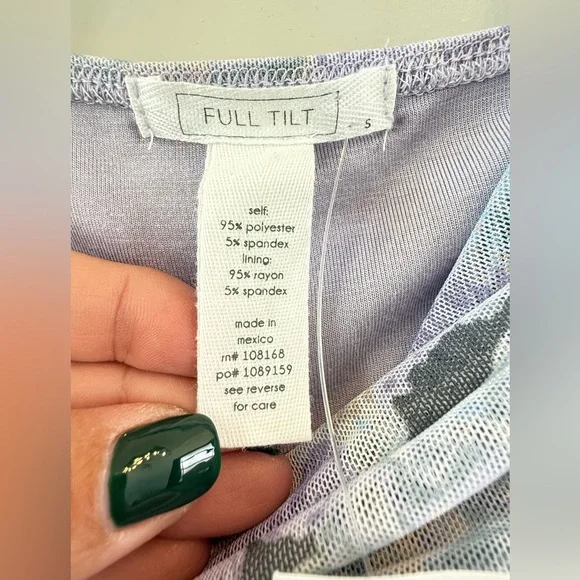 FULL TILT
S
self:
95% polyester
5% spandex
lining:
95% rayon
5% spandex
made in
mexico
rn# 108168
po# 1089159
see reverse
for care